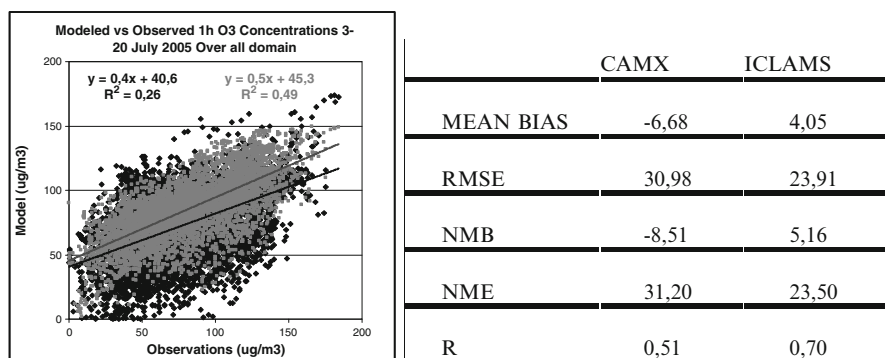 Modeled vs Observed 1h O3 Concentrations 3-
20 July 2005 Over all domain
y = 0,4x + 40,6
R² = 0,26
y = 0,5x + 45,3
R² = 0,49
200
150
100
50
0
0 50 100 150 200
Model (ug/m3)
Observations (ug/m3)
CAMX ICLAMS
MEAN BIAS -6,68 4,05
RMSE 30,98 23,91
NMB -8,51 5,16
NME 31,20 23,50
R 0,51 0,70